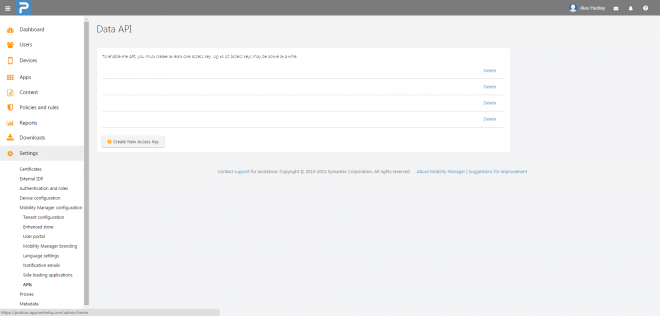 P
Alex Hedley
Dashboard
Users
Devices
Apps
Content
Policies and rules
Reports
Downloads
Settings
Certificates
External IDP
Authentication and roles
Device configuration
Mobility Manager configuration
Tenant configuration
Enhanced store
User portal
Mobility Manager branding
Language settings
Notification emails
Side loading applications
APIs
Proxies
Metadata
Data API
To enable the API, you must create at least one access key. Up to 10 access keys may be active at a time.
Delete
Delete
Delete
Delete
Create New Access Key
Contact support for assistance. Copyright © 2010-2015 Symantec Corporation. All rights reserved. About Mobility Manager | Suggestions for improvement